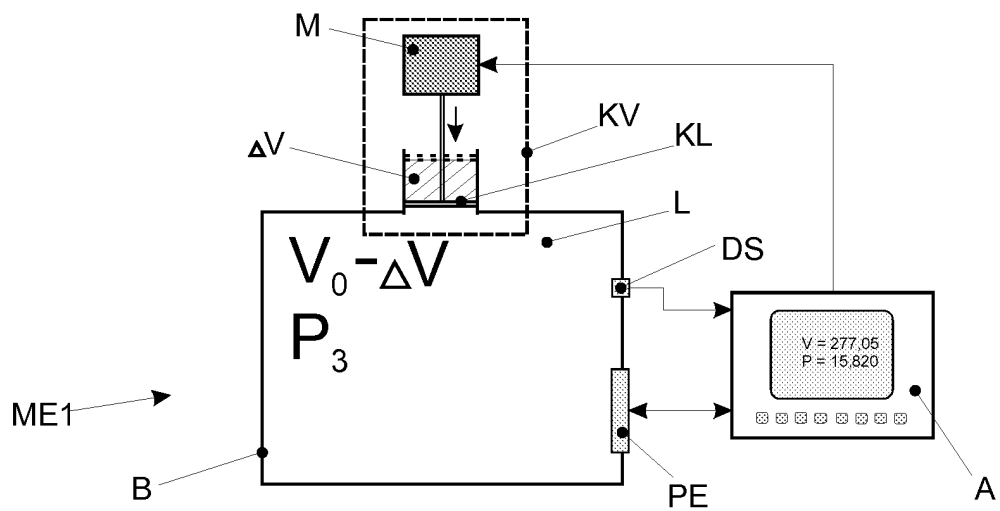 M
KV
ΔV
KL
L
V₀-ΔV
DS
P₃
V = 277,05
P = 15,820
ME1
B
PE
A